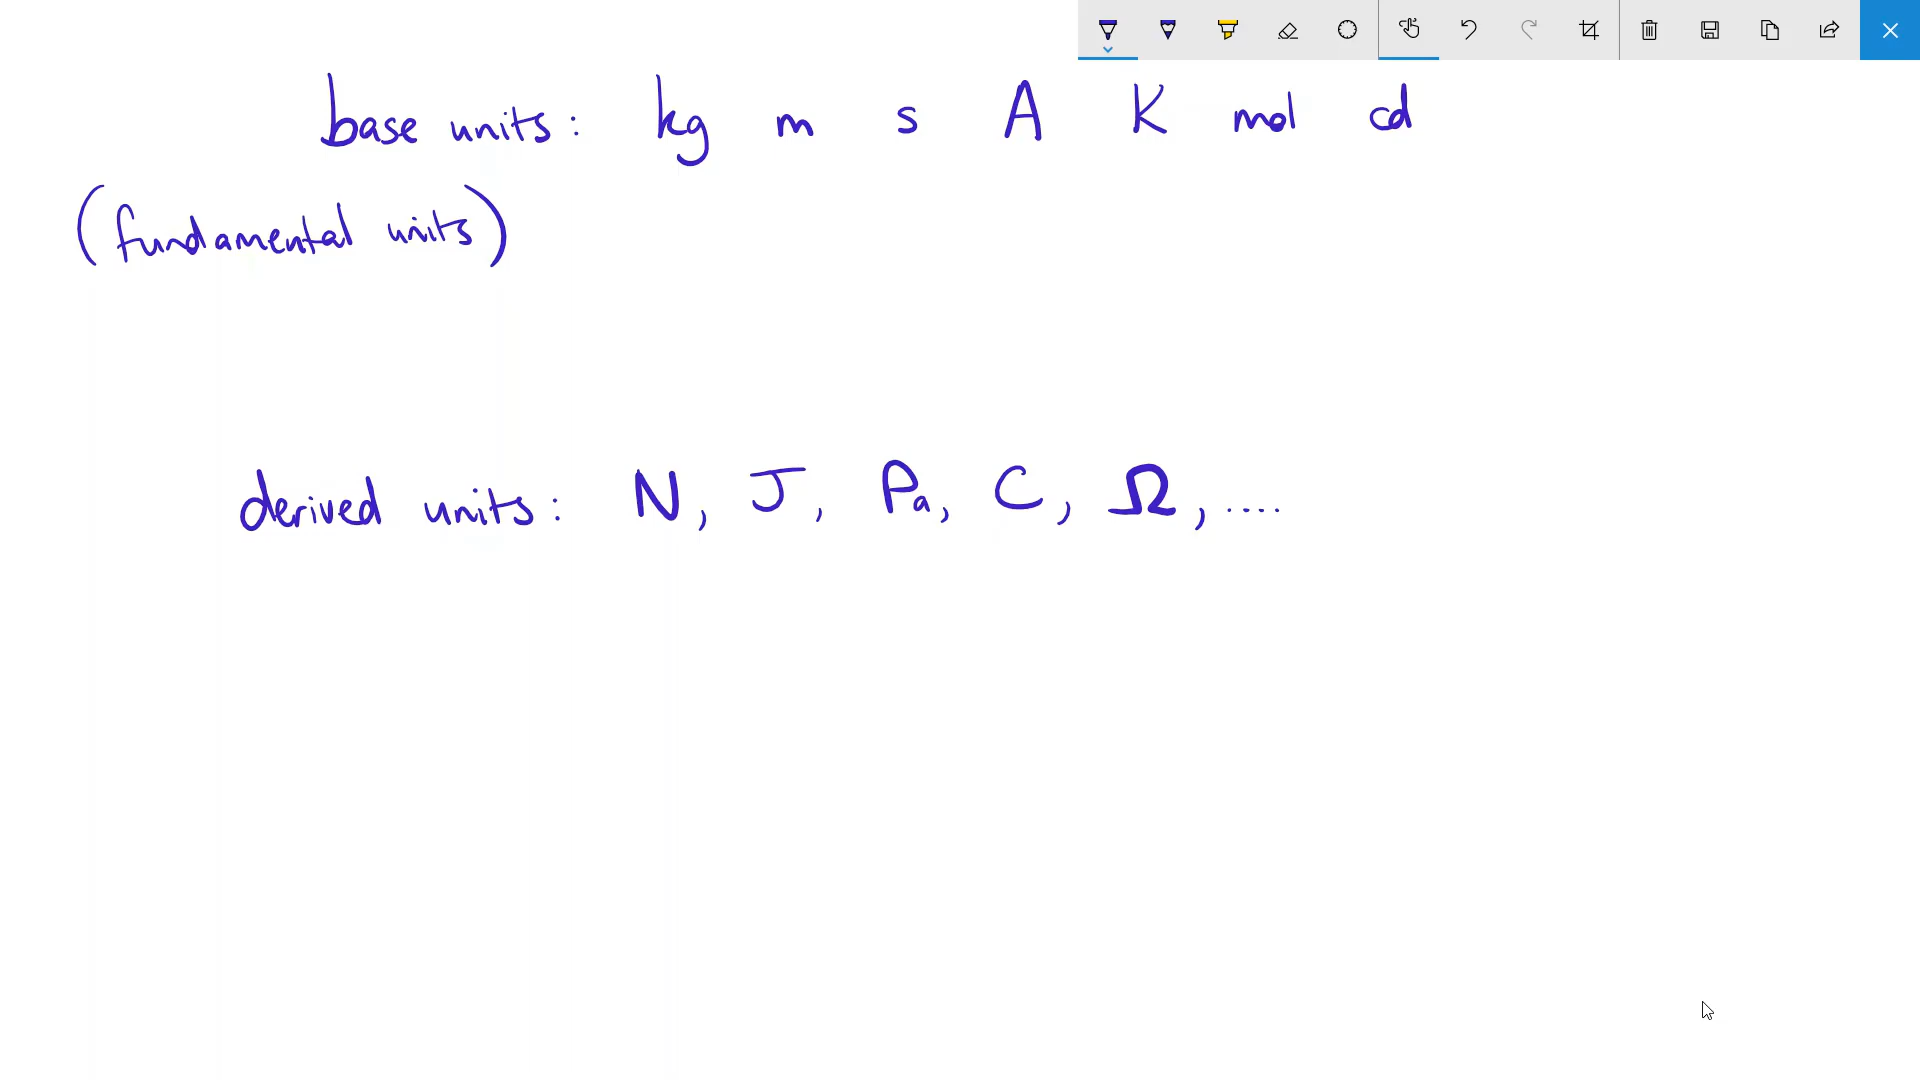 base units: kg m s A K mol cd
(fundamental units)
derived units: N, J, Pa, C, Ω, ....